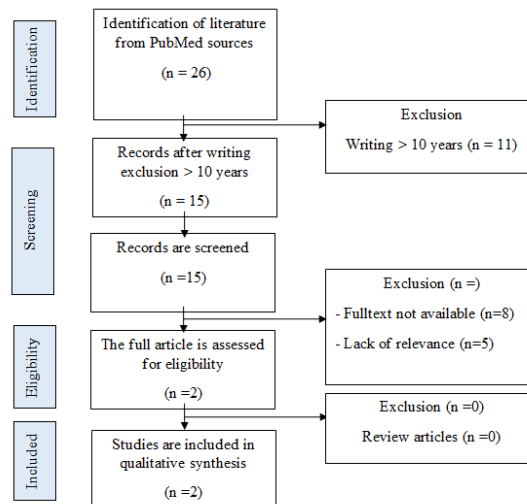 Identification
Identification of literature
from PubMed sources
(n = 26)
Exclusion
Writing > 10 years (n = 11)
Screening
Records after writing
exclusion > 10 years
(n = 15)
Records are screened
(n =15)
Exclusion (n =)
- Fulltext not available (n=8)
- Lack of relevance (n=5)
Eligibility
The full article is assessed
for eligibility
(n =2)
Exclusion (n =0)
Review articles (n =0)
Included
Studies are included in
qualitative synthesis
(n =2)